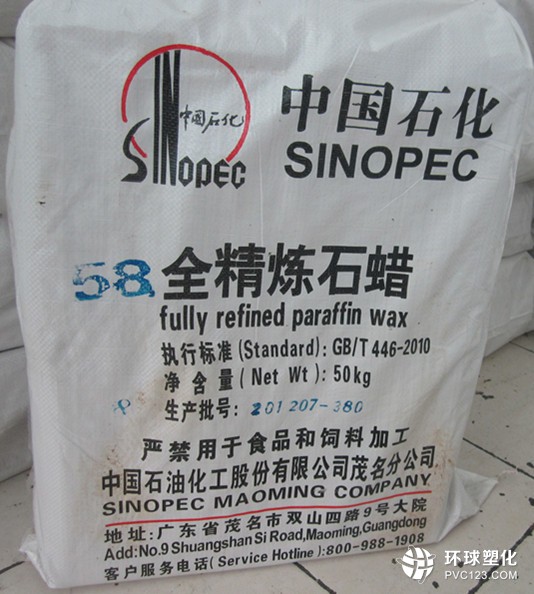 中国石化
SINOPEC
中国石化
SINOPEC
58 全精炼石蜡
fully refined paraffin wax
执行标准(Standard): GB/T 446-2010
净含量(Net Wt): 50kg
生产批号: 201207-380
严禁用于食品和饲料加工
中国石油化工股份有限公司茂名分公司
SINOPEC MAOMING COMPANY
地址:广东省茂名市双山四路9号大院
Add:No.9 Shuangshan Si Road,Maoming,Guangdong
客户服务电话(Service Hotline):800-988-1908
环球塑化
PVC123.COM